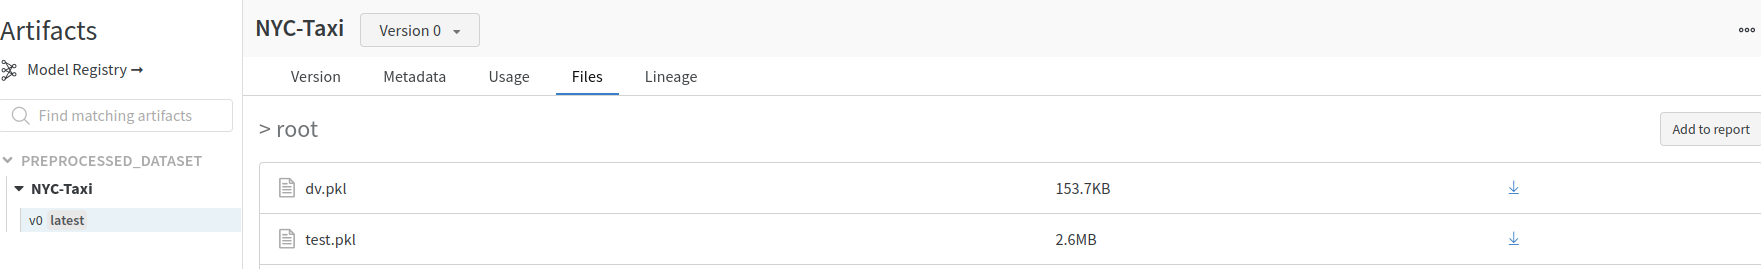 Artifacts
Model Registry →
Find matching artifacts
PREPROCESSED_DATASET
NYC-Taxi
v0 latest
NYC-Taxi Version 0
Version Metadata Usage Files Lineage
> root
Add to report
dv.pkl 153.7KB
test.pkl 2.6MB